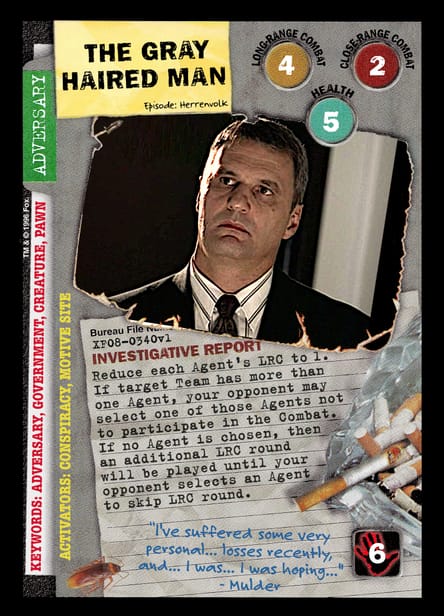 THE GRAY
HAIRED MAN
Episode: Herrenvolk
LONG-RANGE COMBAT
4
CLOSE-RANGE COMBAT
2
HEALTH
5
ADVERSARY
TM & © 1996 Fox.
KEYWORDS: ADVERSARY, GOVERNMENT, CREATURE, PAWN
ACTIVATORS: CONSPIRACY, MOTIVE SITE
Bureau File
XF08-0340v1
INVESTIGATIVE REPORT
Reduce each Agent's LRC to 1.
If target Team has more than
one Agent, your opponent may
select one of those Agents not
to participate in the Combat.
If no Agent is chosen, then
an additional LRC round
will be played until your
opponent selects an Agent
to skip LRC round.
"I've suffered some very
personal... losses recently,
and... I was... I was hoping..."
- Mulder
6